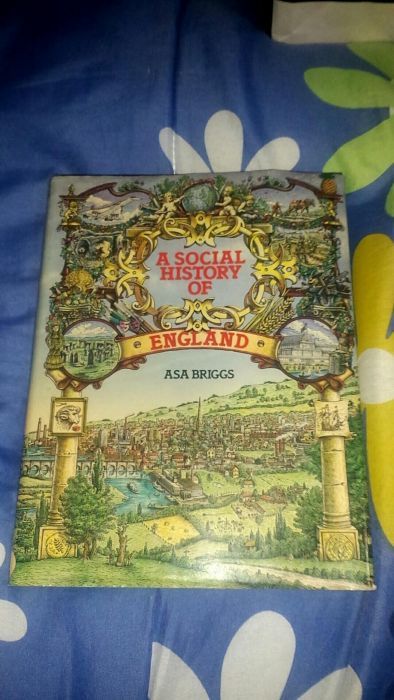 A SOCIAL
HISTORY
OF
ENGLAND
ASA BRIGGS